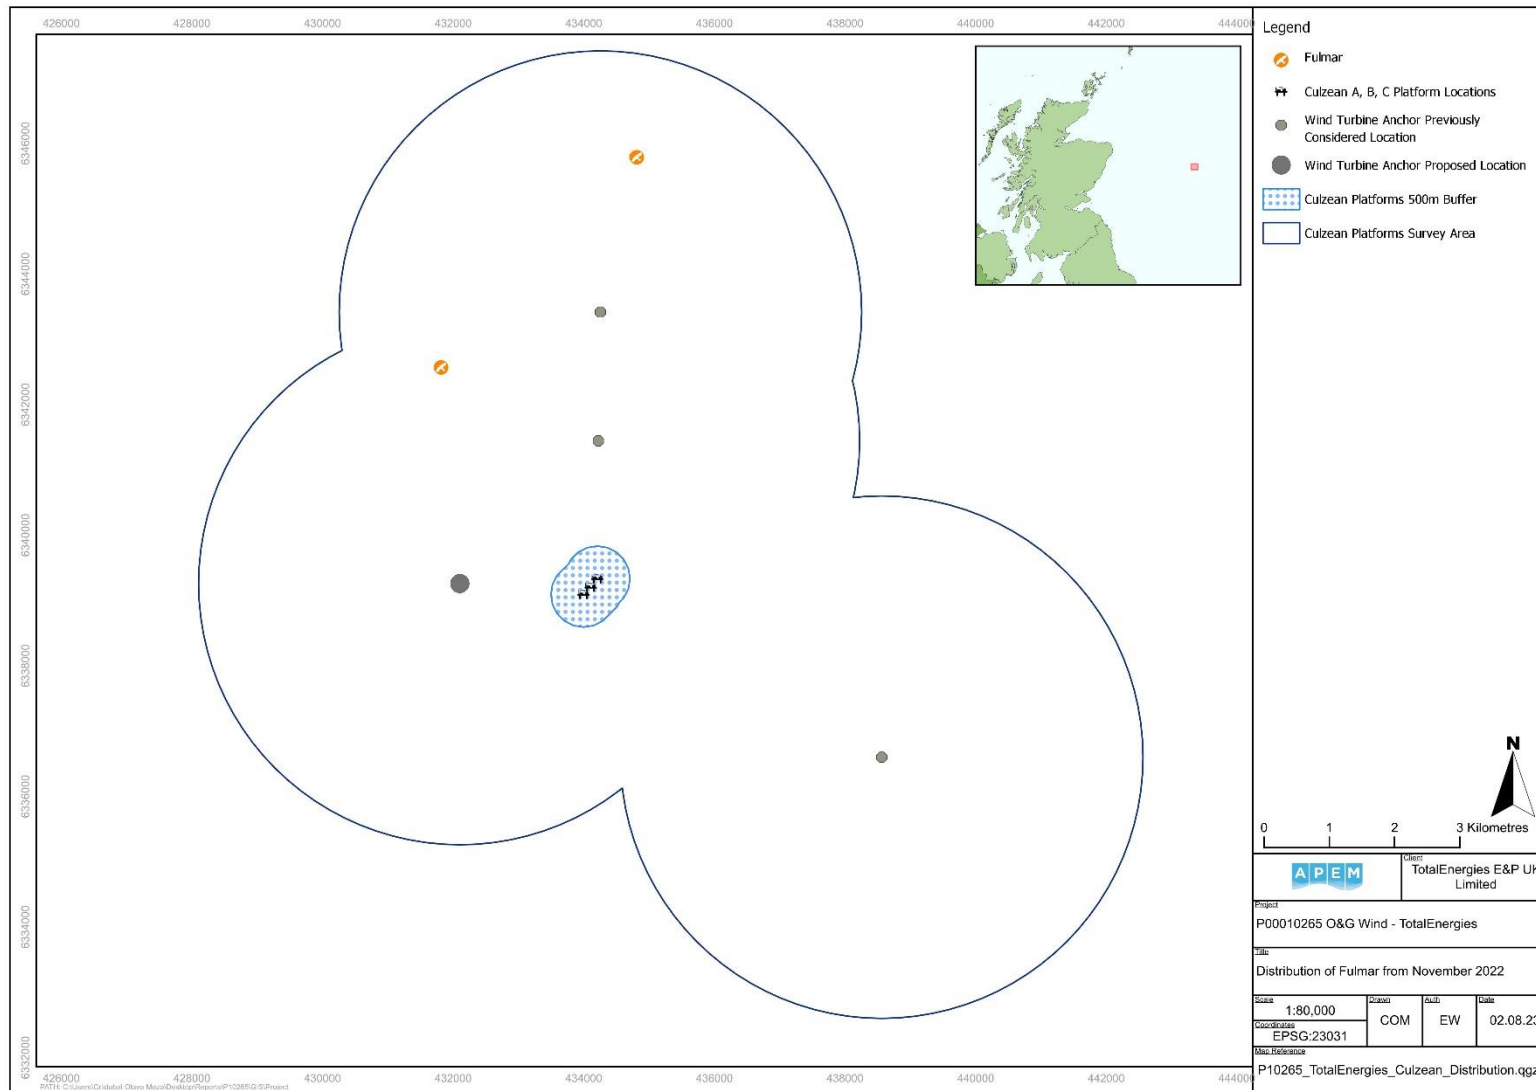 426000 428000 430000 432000 434000 436000 438000 440000 442000 444000
6346000
6344000
6342000
6340000
6338000
6336000
6334000
6332000
426000 428000 430000 432000 434000 436000 438000 440000 442000 444000
Legend
Fulmar
Culzean A, B, C Platform Locations
Wind Turbine Anchor Previously
Considered Location
Wind Turbine Anchor Proposed Location
Culzean Platforms 500m Buffer
Culzean Platforms Survey Area
N
0 1 2 3 Kilometres
APEM
Client
TotalEnergies E&P UK
Limited
Project
P00010265 O&G Wind - TotalEnergies
Title
Distribution of Fulmar from November 2022
Scale
1:80,000
Coordinates
EPSG:23031
Drawn
COM
Auth
EW
Date
02.08.23
Map Reference
P10265_TotalEnergies_Culzean_Distribution.qgz